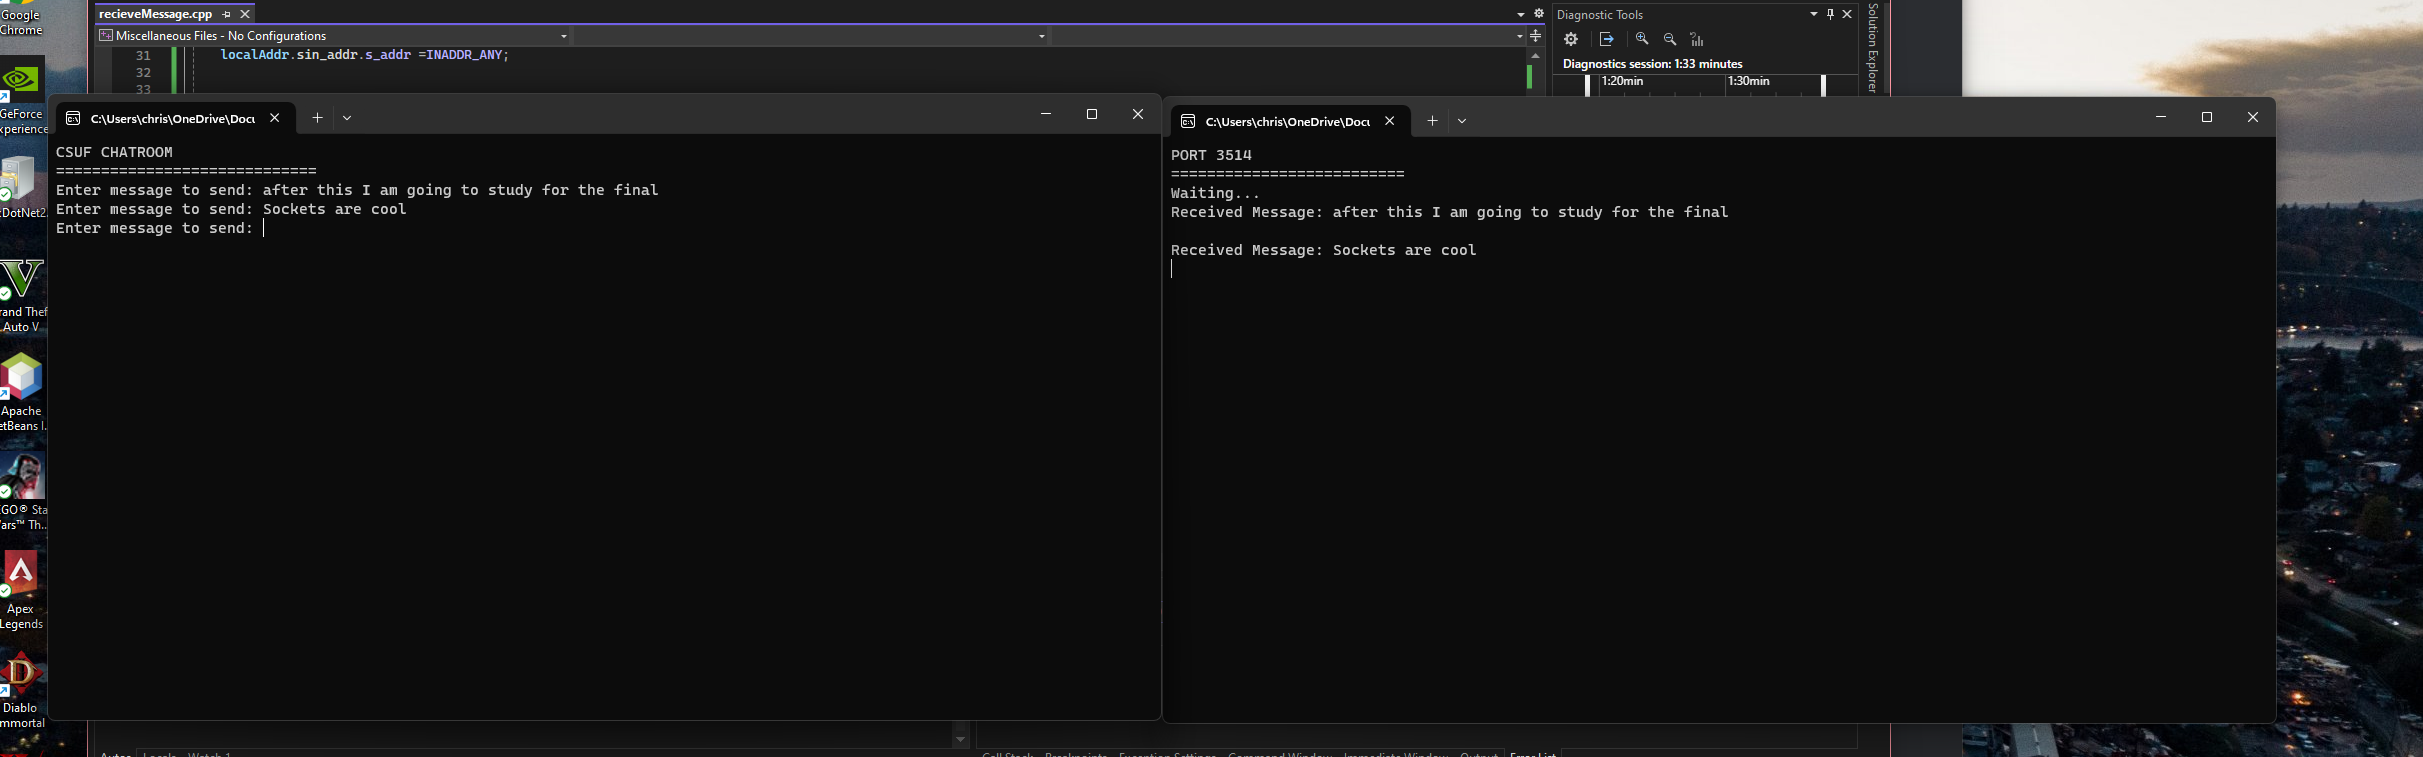 Google
Chrome
GeForce
xperience
:DotNet2.
rand Thef
Auto V
Apache
etBeans I.
GO® Sta
Vars™ Th...
Apex
Legends
Diablo
mmortal
recieveMessage.cpp
Miscellaneous Files - No Configurations
31 localAddr.sin_addr.s_addr =INADDR_ANY;
32
33
Diagnostic Tools
Diagnostics session: 1:33 minutes
1:20min 1:30min
Solution Explorer
C:\Users\chris\OneDrive\Docu
CSUF CHATROOM
=============================
Enter message to send: after this I am going to study for the final
Enter message to send: Sockets are cool
Enter message to send:
C:\Users\chris\OneDrive\Docu
PORT 3514
==========================
Waiting...
Received Message: after this I am going to study for the final
Received Message: Sockets are cool
Autos Locals Watch 1
Call Stack Breakpoints Exception Settings Command Window Immediate Window Output Error List